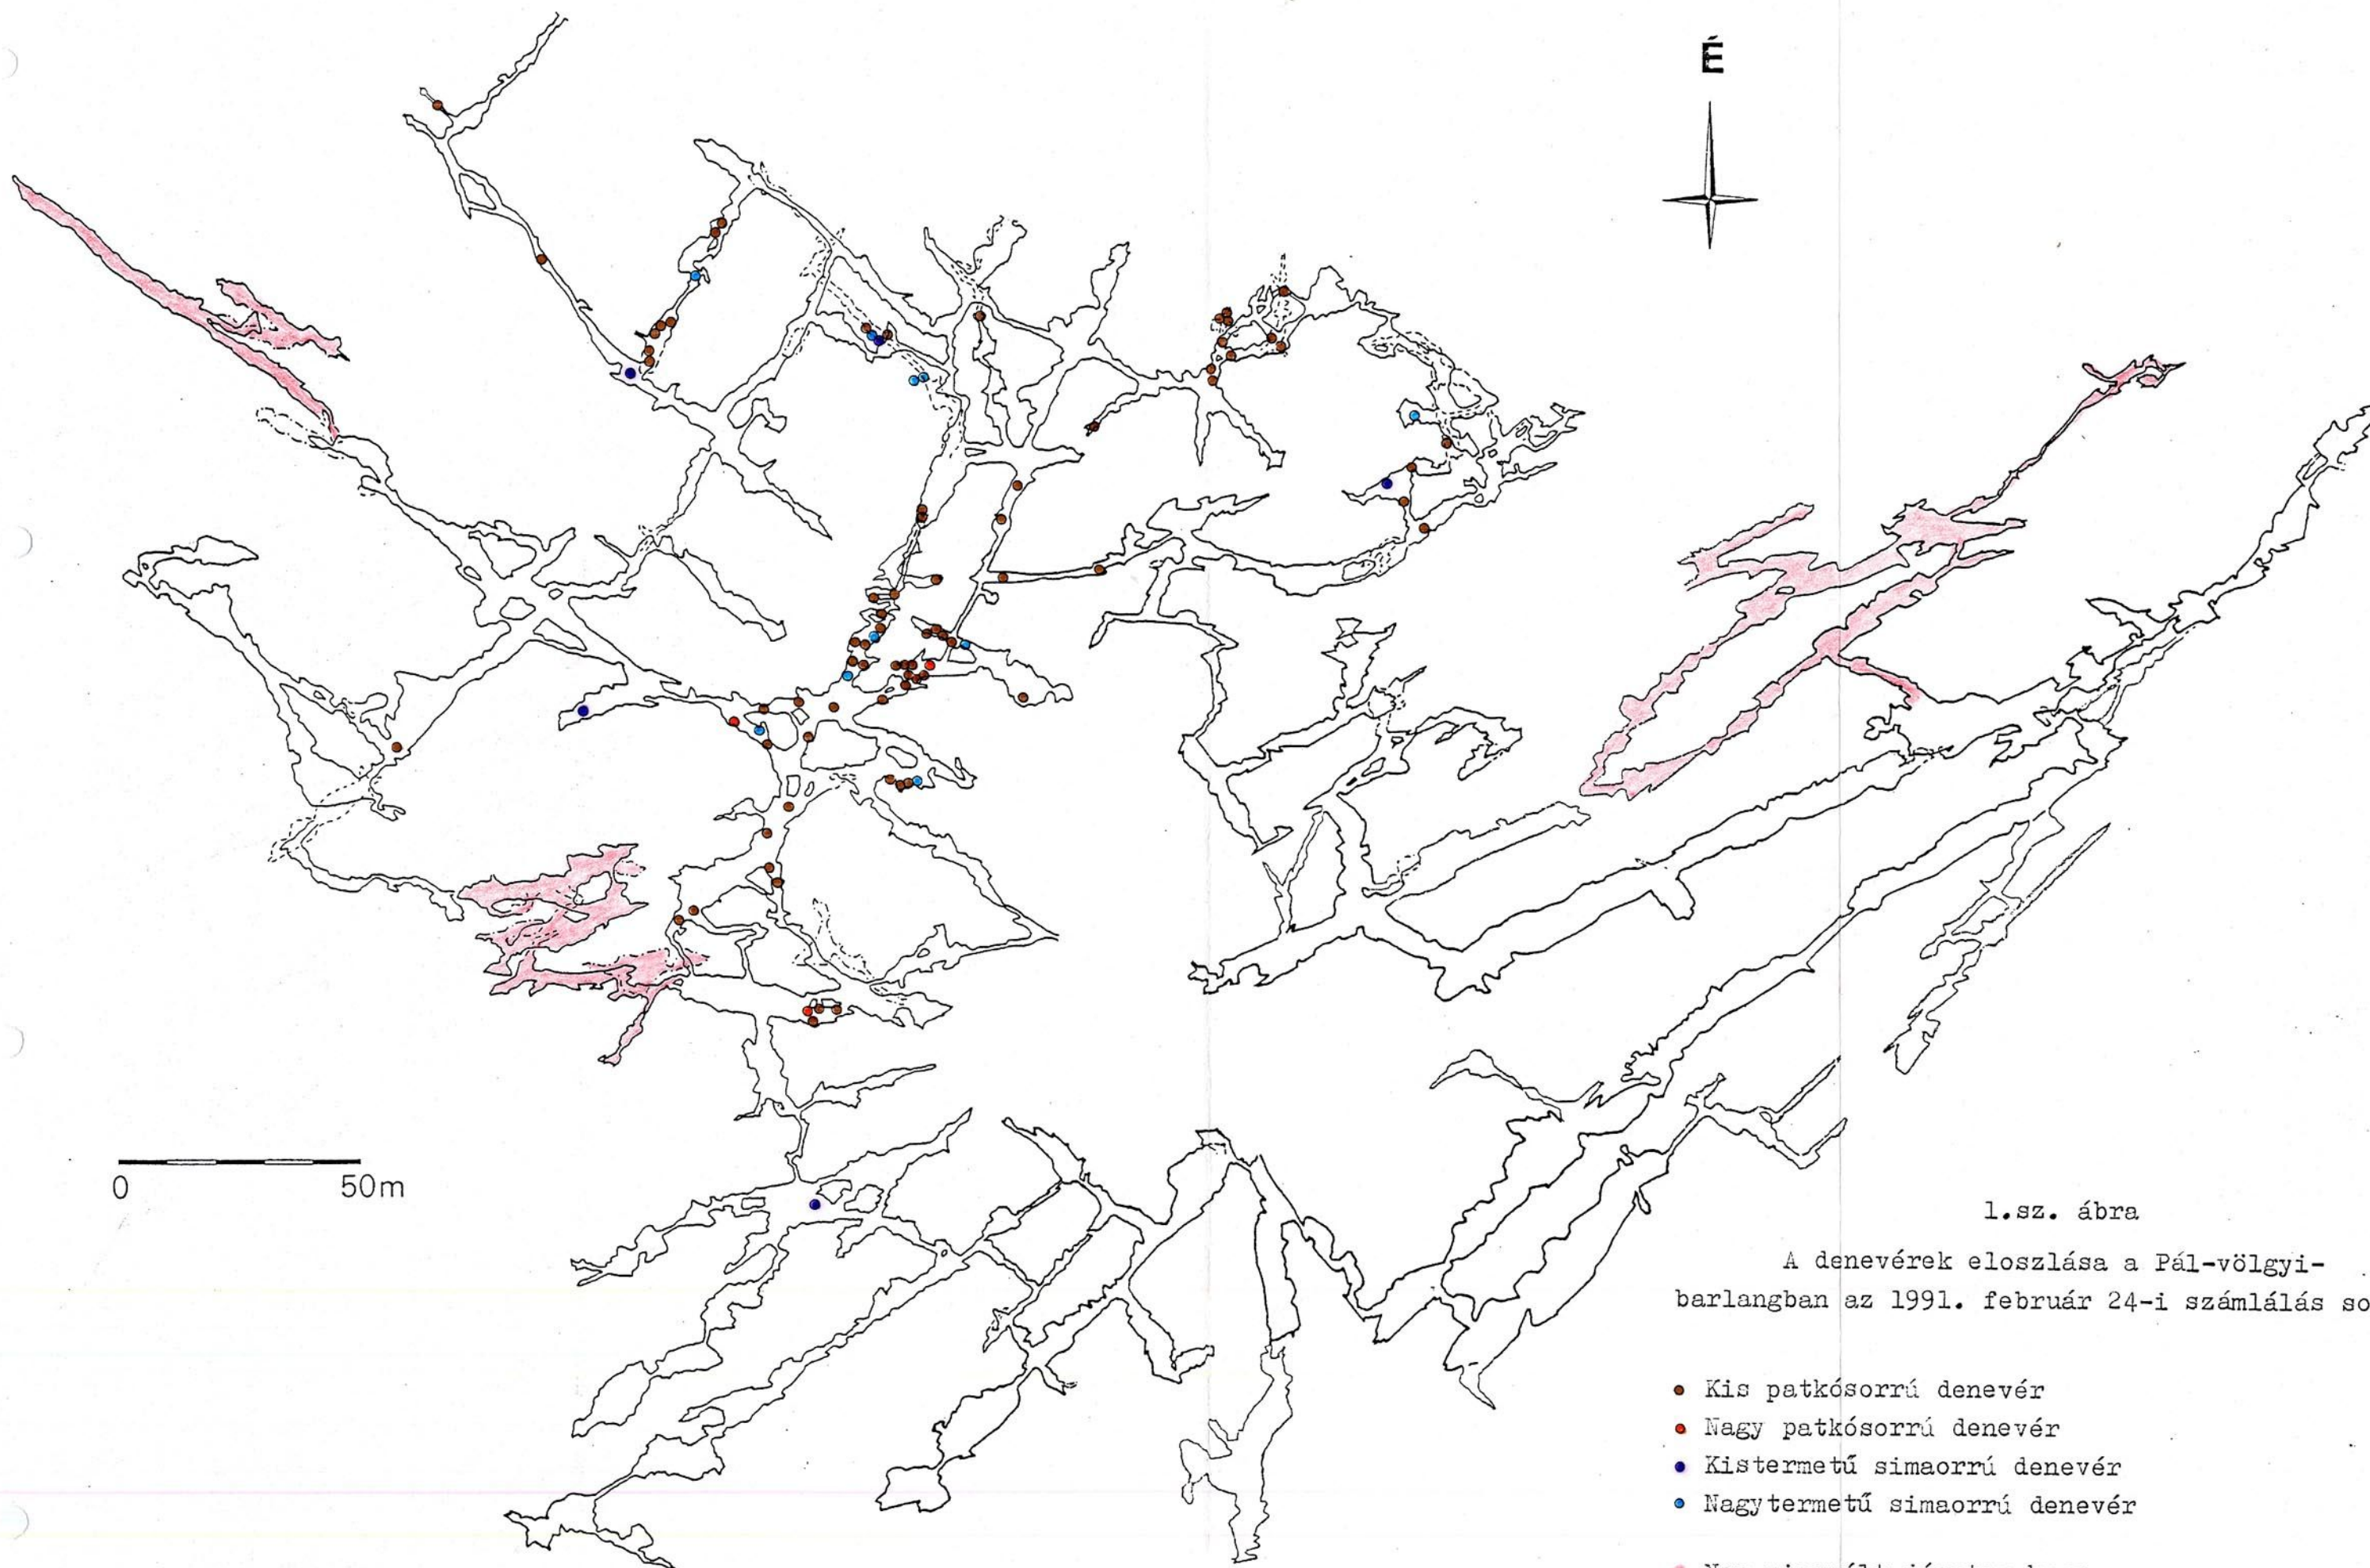 É
0 50m
1.sz. ábra
A denevérek eloszlása a Pál-völgyi-
barlangban az 1991. február 24-i számlálás so
Kis patkósorrú denevér
Nagy patkósorrú denevér
Kistermetű simaorrú denevér
Nagytermetű simaorrú denevér